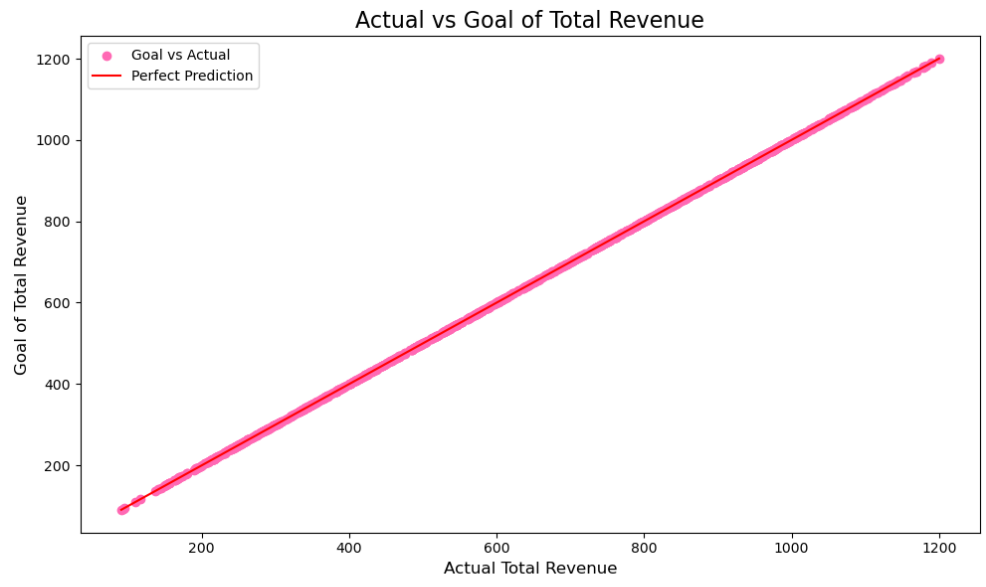 Actual vs Goal of Total Revenue
Goal vs Actual
Perfect Prediction
1200
1000
800
600
400
200
Goal of Total Revenue
200 400 600 800 1000 1200
Actual Total Revenue